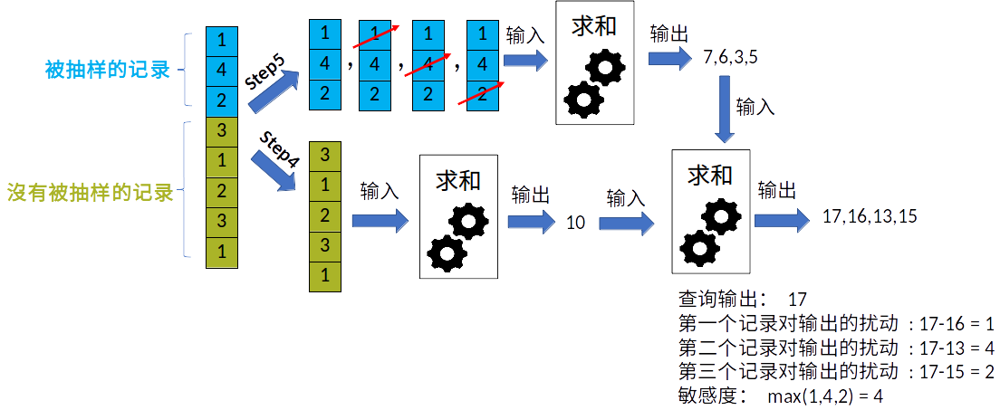 被抽样的记录
沒有被抽样的记录
1
4
2
3
1
2
3
1
Step5
Step4
1
4
2
,
1
4
2
,
1
4
2
,
1
4
2
输入
求和
输出
7,6,3,5
输入
3
1
2
3
1
输入
求和
输出
10
输入
求和
输出
17,16,13,15
查询输出： 17
第一个记录对输出的扰动 : 17-16 = 1
第二个记录对输出的扰动 : 17-13 = 4
第三个记录对输出的扰动 : 17-15 = 2
敏感度： max(1,4,2) = 4